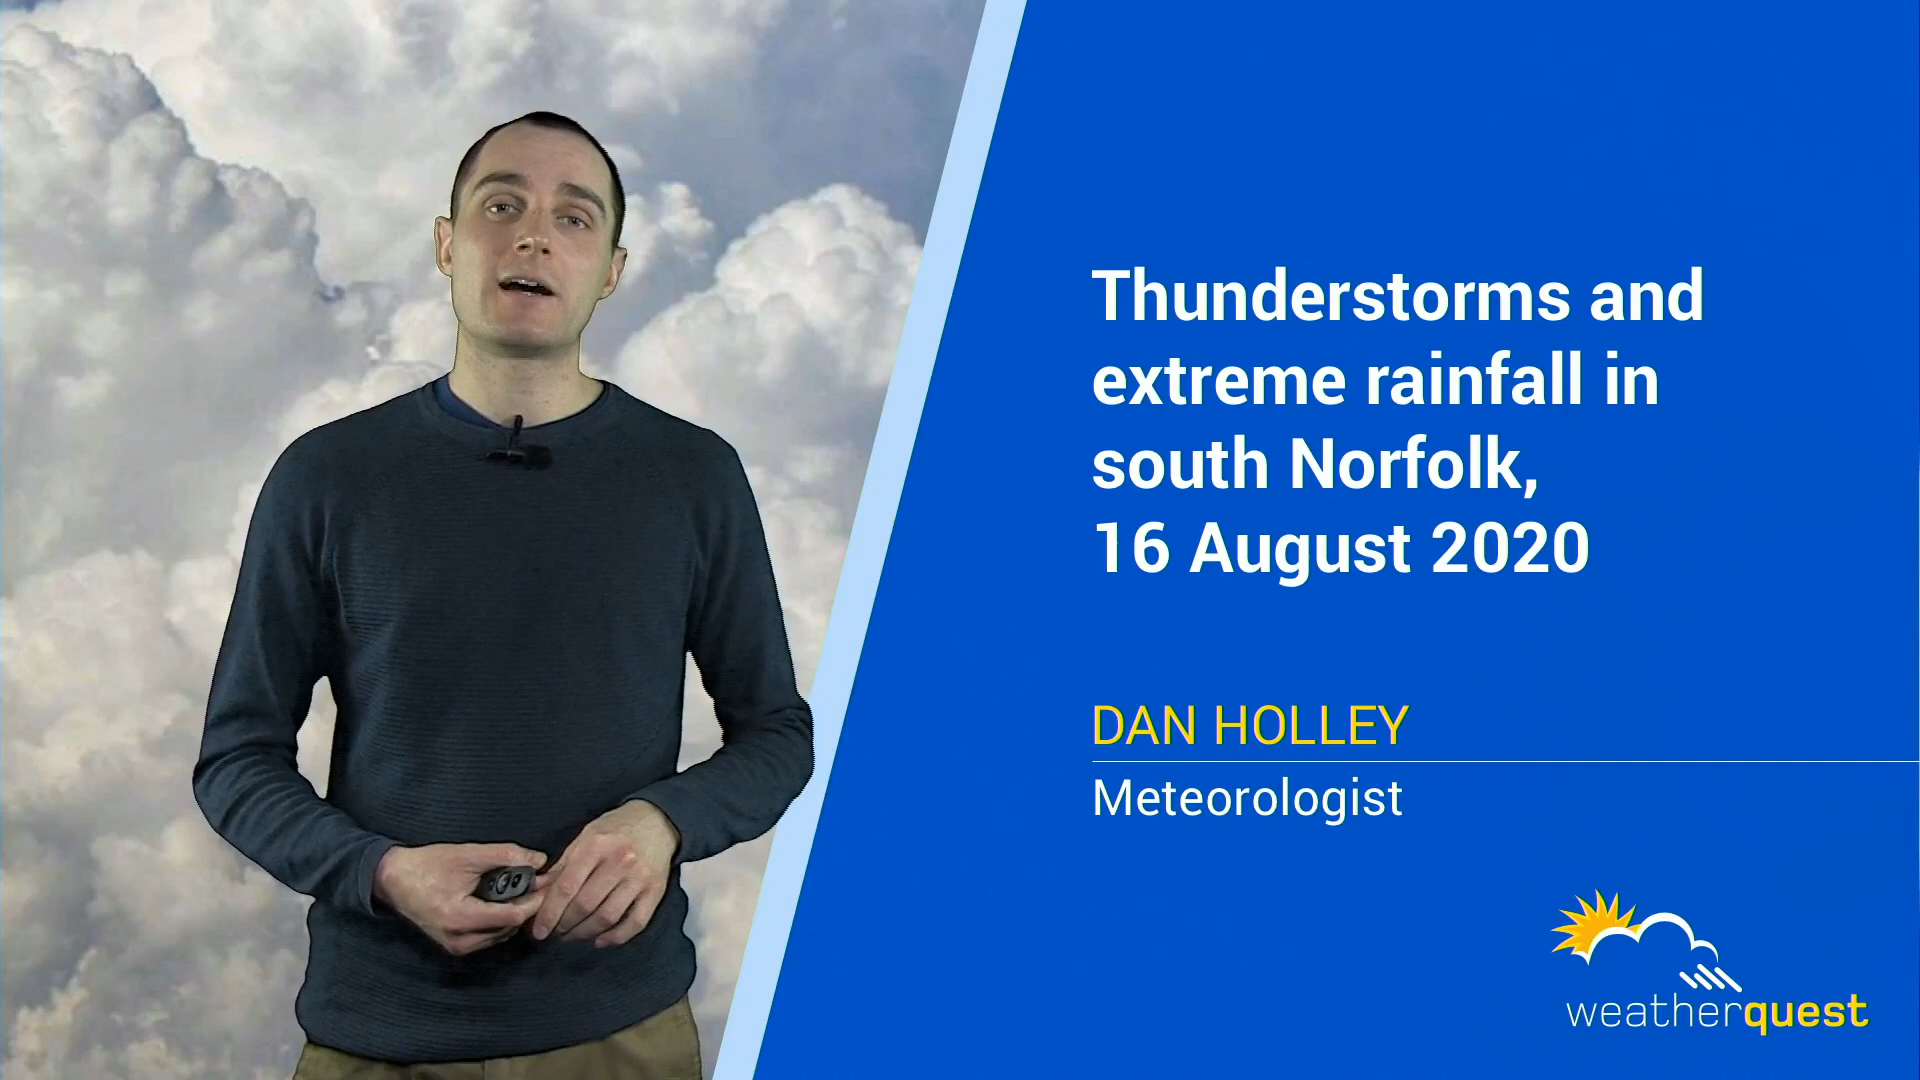 Thunderstorms and
extreme rainfall in
south Norfolk,
16 August 2020
DAN HOLLEY
Meteorologist
weatherquest